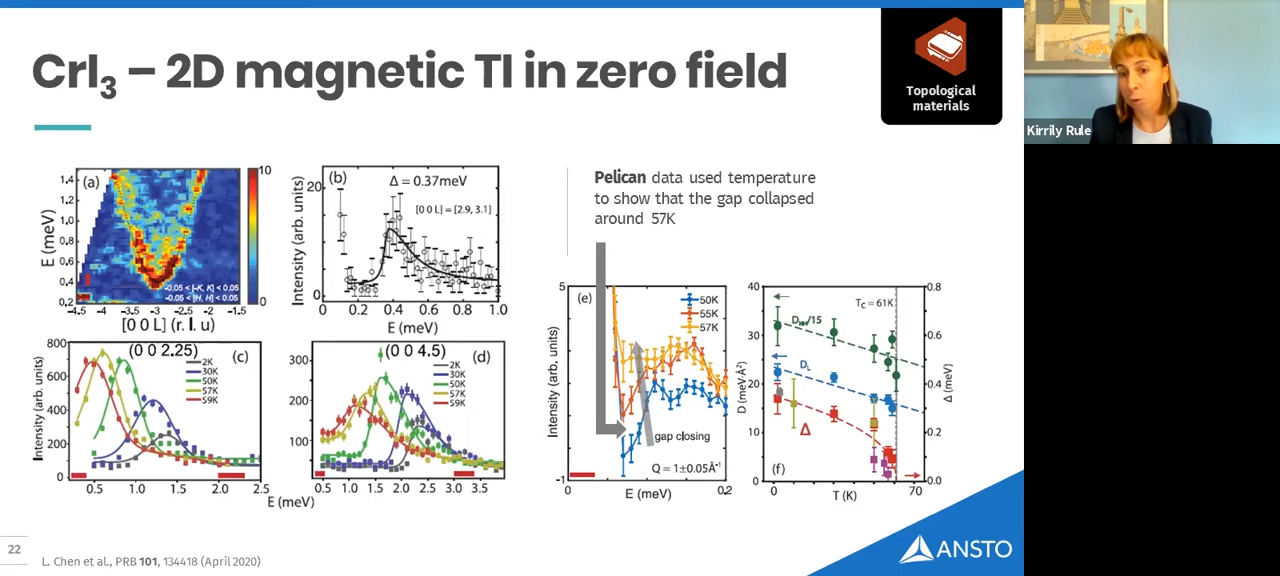 CrI₃ – 2D magnetic TI in zero field
Topological
materials
Kirrily Rule
Pelican data used temperature
to show that the gap collapsed
around 57K
(a)
1,4
1,2
1,0
0,8
0,6
0,4
0,2
E (meV)
-0.05 < [-K, K] < 0.05
-0.05 < [H, H] < 0.05
-4.5 -4 -3.5 -3 -2.5 -2 -1.5
[0 0 L] (r. l. u)
10
0
(b)
Δ = 0.37meV
[0 0 L] = [2.9, 3.1]
20
10
0
Intensity (arb. units)
0 0.2 0.4 0.6 0.8 1.0
E (meV)
(0 0 2.25)
(c)
2K
30K
50K
57K
59K
800
600
400
200
0
Intensity (arb. units)
0.5 1.0 1.5 2.0 2.5
(0 0 4.5)
(d)
2K
30K
50K
57K
59K
300
200
100
0.5 1.0 1.5 2.0 2.5 3.0 3.5
E (meV)
(e)
50K
55K
57K
5
-1
Intensity (arb. units)
gap closing
Q = 1±0.05Å⁻¹
0 0.2
E (meV)
T_C = 61K
D_L
Δ
(f)
40
30
20
10
0
D (meV·Å²)
0.8
0.6
0.4
0.2
0.0
Δ (meV)
0 70
T (K)
22
L. Chen et al., PRB 101, 134418 (April 2020)
ANSTO